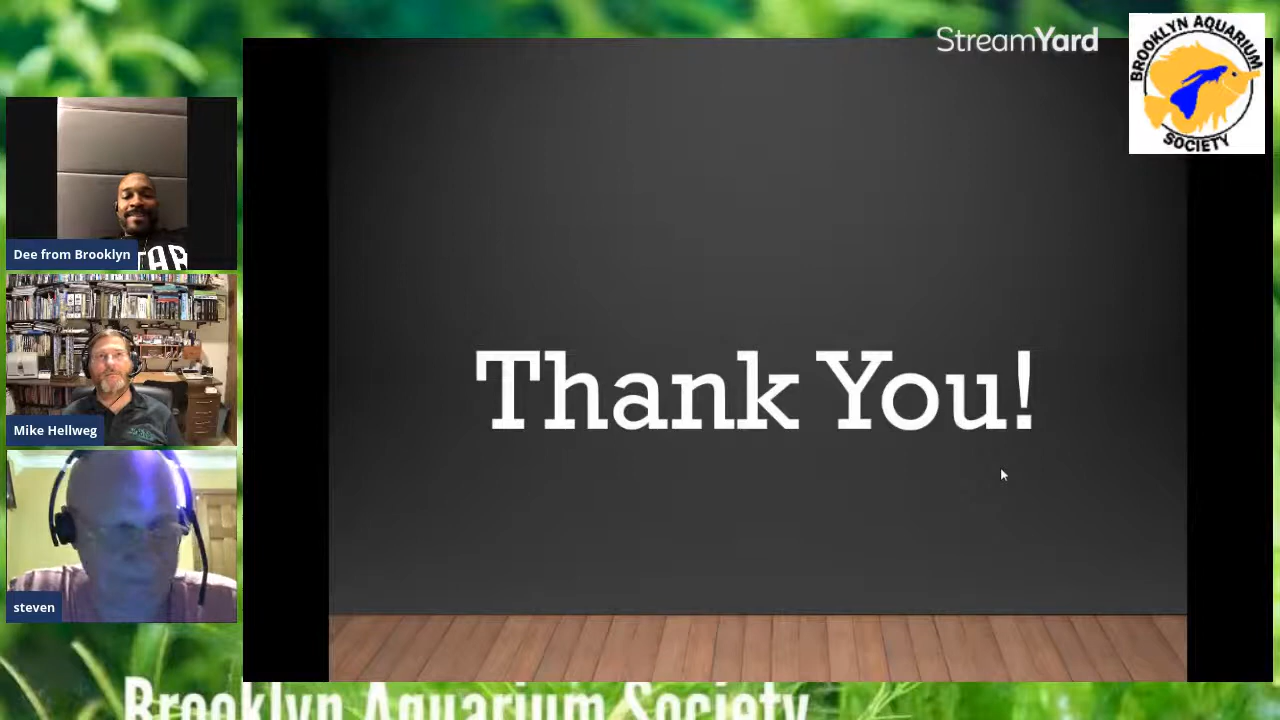 StreamYard
BROOKLYN AQUARIUM
SOCIETY
Dee from Brooklyn
Mike Hellweg
steven
Thank You!
Brooklyn Aquarium Society